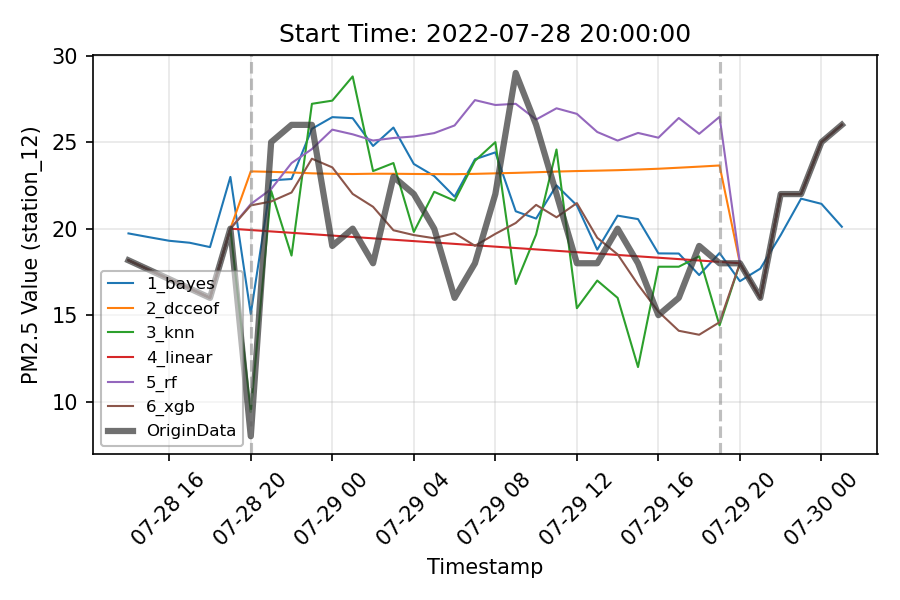 Start Time: 2022-07-28 20:00:00
PM2.5 Value (station_12)
30
25
20
15
10
1_bayes
2_dcceof
3_knn
4_linear
5_rf
6_xgb
OriginData
07-28 16
07-28 20
07-29 00
07-29 04
07-29 08
07-29 12
07-29 16
07-29 20
07-30 00
Timestamp